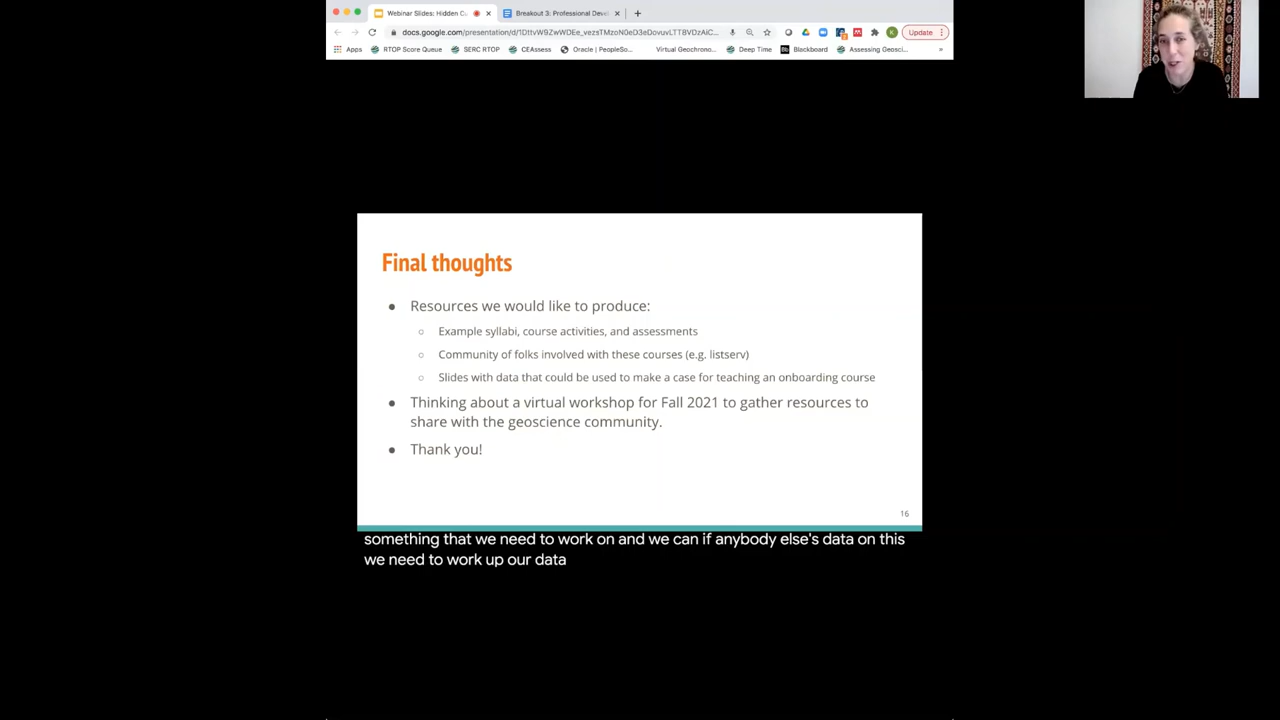 Webinar Slides: Hidden C
Breakout 3: Professional Deve
docs.google.com/presentation/d/
Update
Apps
RTOP Score Queue
SERC RTOP
CEAssess
Oracle | PeopleSo...
Virtual Geochrono...
Deep Time
Bb
Blackboard
Assessing Geosci...
»
K
Final thoughts
● Resources we would like to produce:
○ Example syllabi, course activities, and assessments
○ Community of folks involved with these courses (e.g. listserv)
○ Slides with data that could be used to make a case for teaching an onboarding course
● Thinking about a virtual workshop for Fall 2021 to gather resources to
share with the geoscience community.
● Thank you!
16
something that we need to work on and we can if anybody else's data on this
we need to work up our data